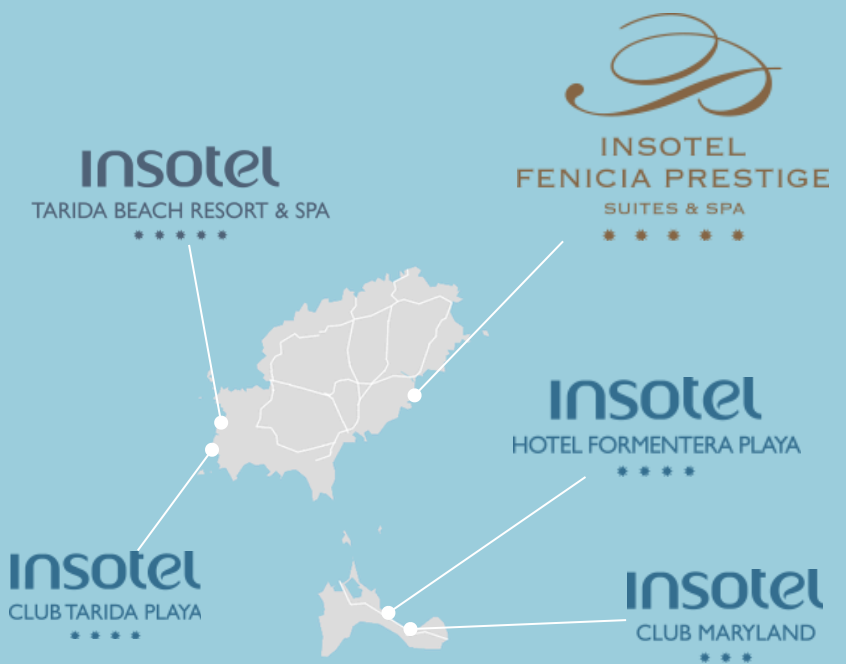 insotel
TARIDA BEACH RESORT & SPA
INSOTEL
FENICIA PRESTIGE
SUITES & SPA
insotel
HOTEL FORMENTERA PLAYA
insotel
CLUB TARIDA PLAYA
insotel
CLUB MARYLAND